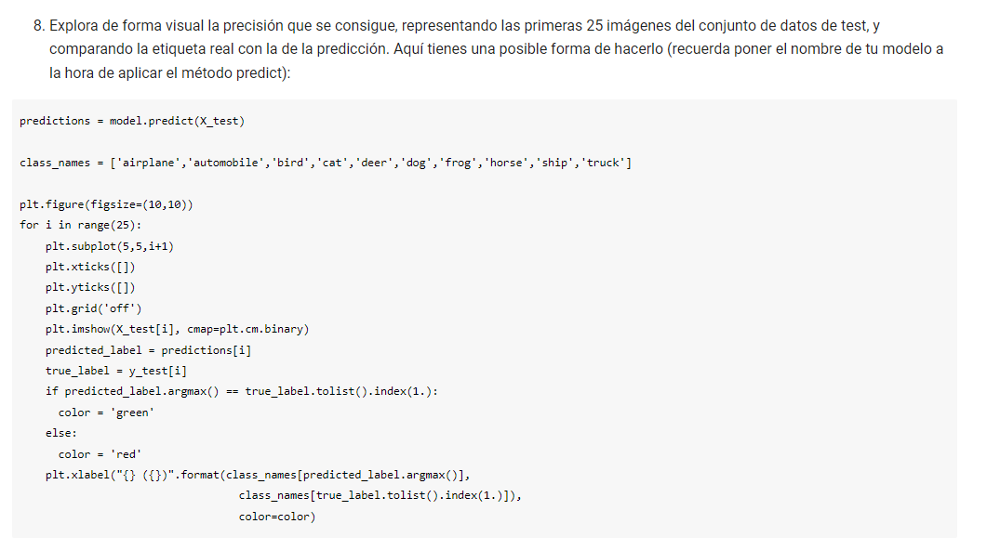 8. Explora de forma visual la precisión que se consigue, representando las primeras 25 imágenes del conjunto de datos de test, y
comparando la etiqueta real con la de la predicción. Aquí tienes una posible forma de hacerlo (recuerda poner el nombre de tu modelo a
la hora de aplicar el método predict):
predictions = model.predict(X_test)
class_names = ['airplane','automobile','bird','cat','deer','dog','frog','horse','ship','truck']
plt.figure(figsize=(10,10))
for i in range(25):
    plt.subplot(5,5,i+1)
    plt.xticks([])
    plt.yticks([])
    plt.grid('off')
    plt.imshow(X_test[i], cmap=plt.cm.binary)
    predicted_label = predictions[i]
    true_label = y_test[i]
    if predicted_label.argmax() == true_label.tolist().index(1.):
      color = 'green'
    else:
      color = 'red'
    plt.xlabel("{} ({})".format(class_names[predicted_label.argmax()],
                                  class_names[true_label.tolist().index(1.)]),
                                  color=color)